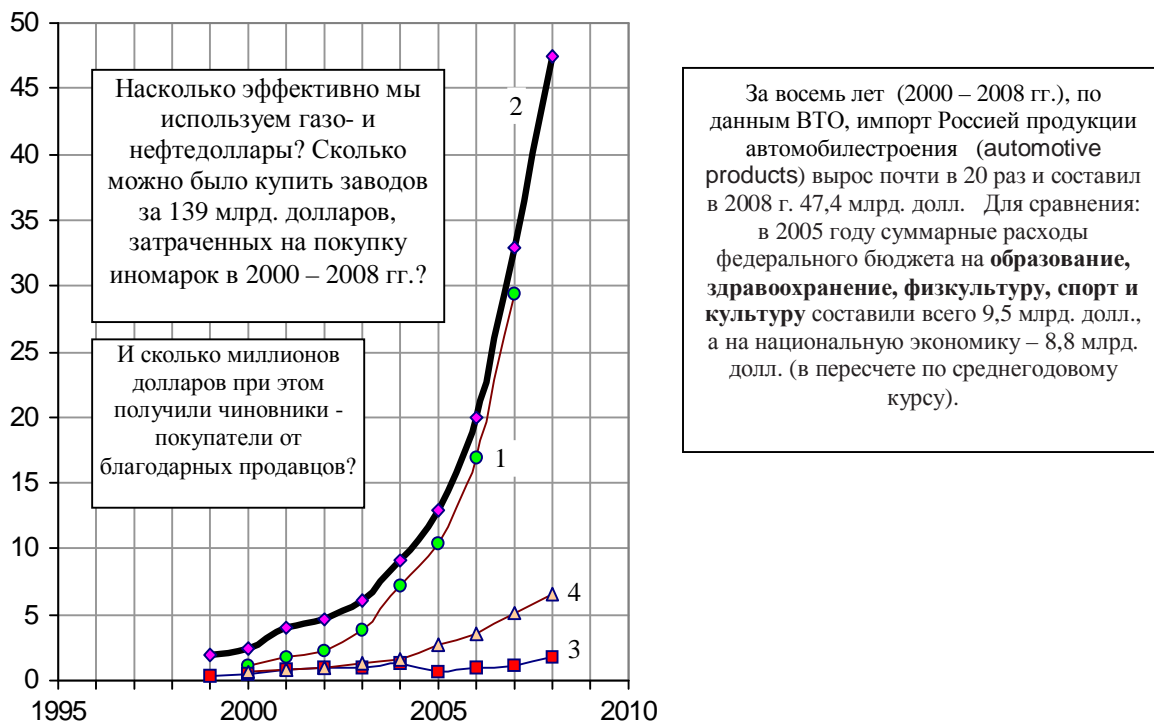 50
45
40
35
30
25
20
15
10
5
0
1995
2000
2005
2010
Насколько эффективно мы
используем газо- и
нефтедоллары? Сколько
можно было купить заводов
за 139 млрд. долларов,
затраченных на покупку
иномарок в 2000 – 2008 гг.?
И сколько миллионов
долларов при этом
получили чиновники -
покупатели от
благодарных продавцов?
2
1
4
3
За восемь лет (2000 – 2008 гг.), по
данным ВТО, импорт Россией продукции
автомобилестроения (automotive
products) вырос почти в 20 раз и составил
в 2008 г. 47,4 млрд. долл. Для сравнения:
в 2005 году суммарные расходы
федерального бюджета на образование,
здравоохранение, физкультуру, спорт и
культуру составили всего 9,5 млрд. долл.,
а на национальную экономику – 8,8 млрд.
долл. (в пересчете по среднегодовому
курсу).